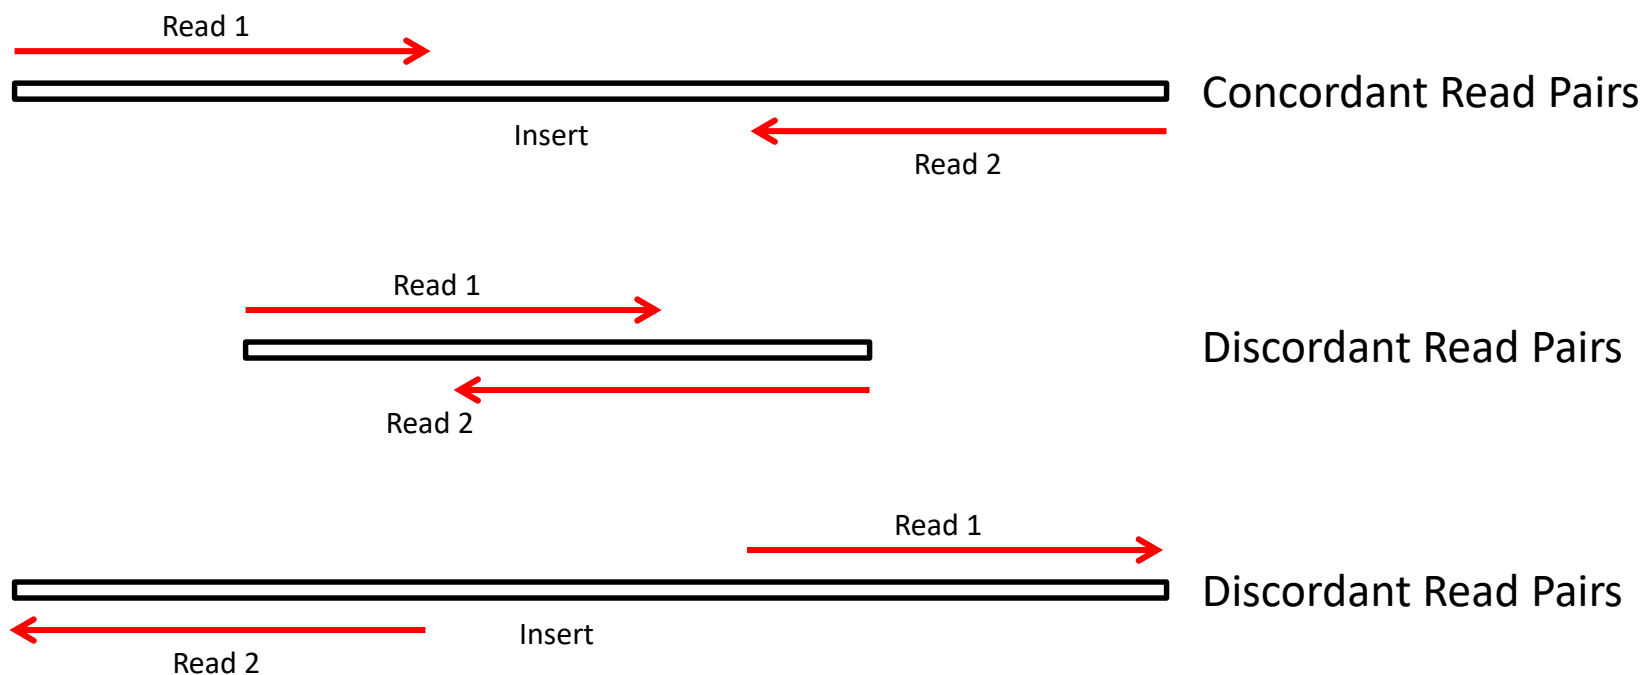 Read 1
Concordant Read Pairs
Insert
Read 2
Read 1
Discordant Read Pairs
Read 2
Read 1
Discordant Read Pairs
Insert
Read 2